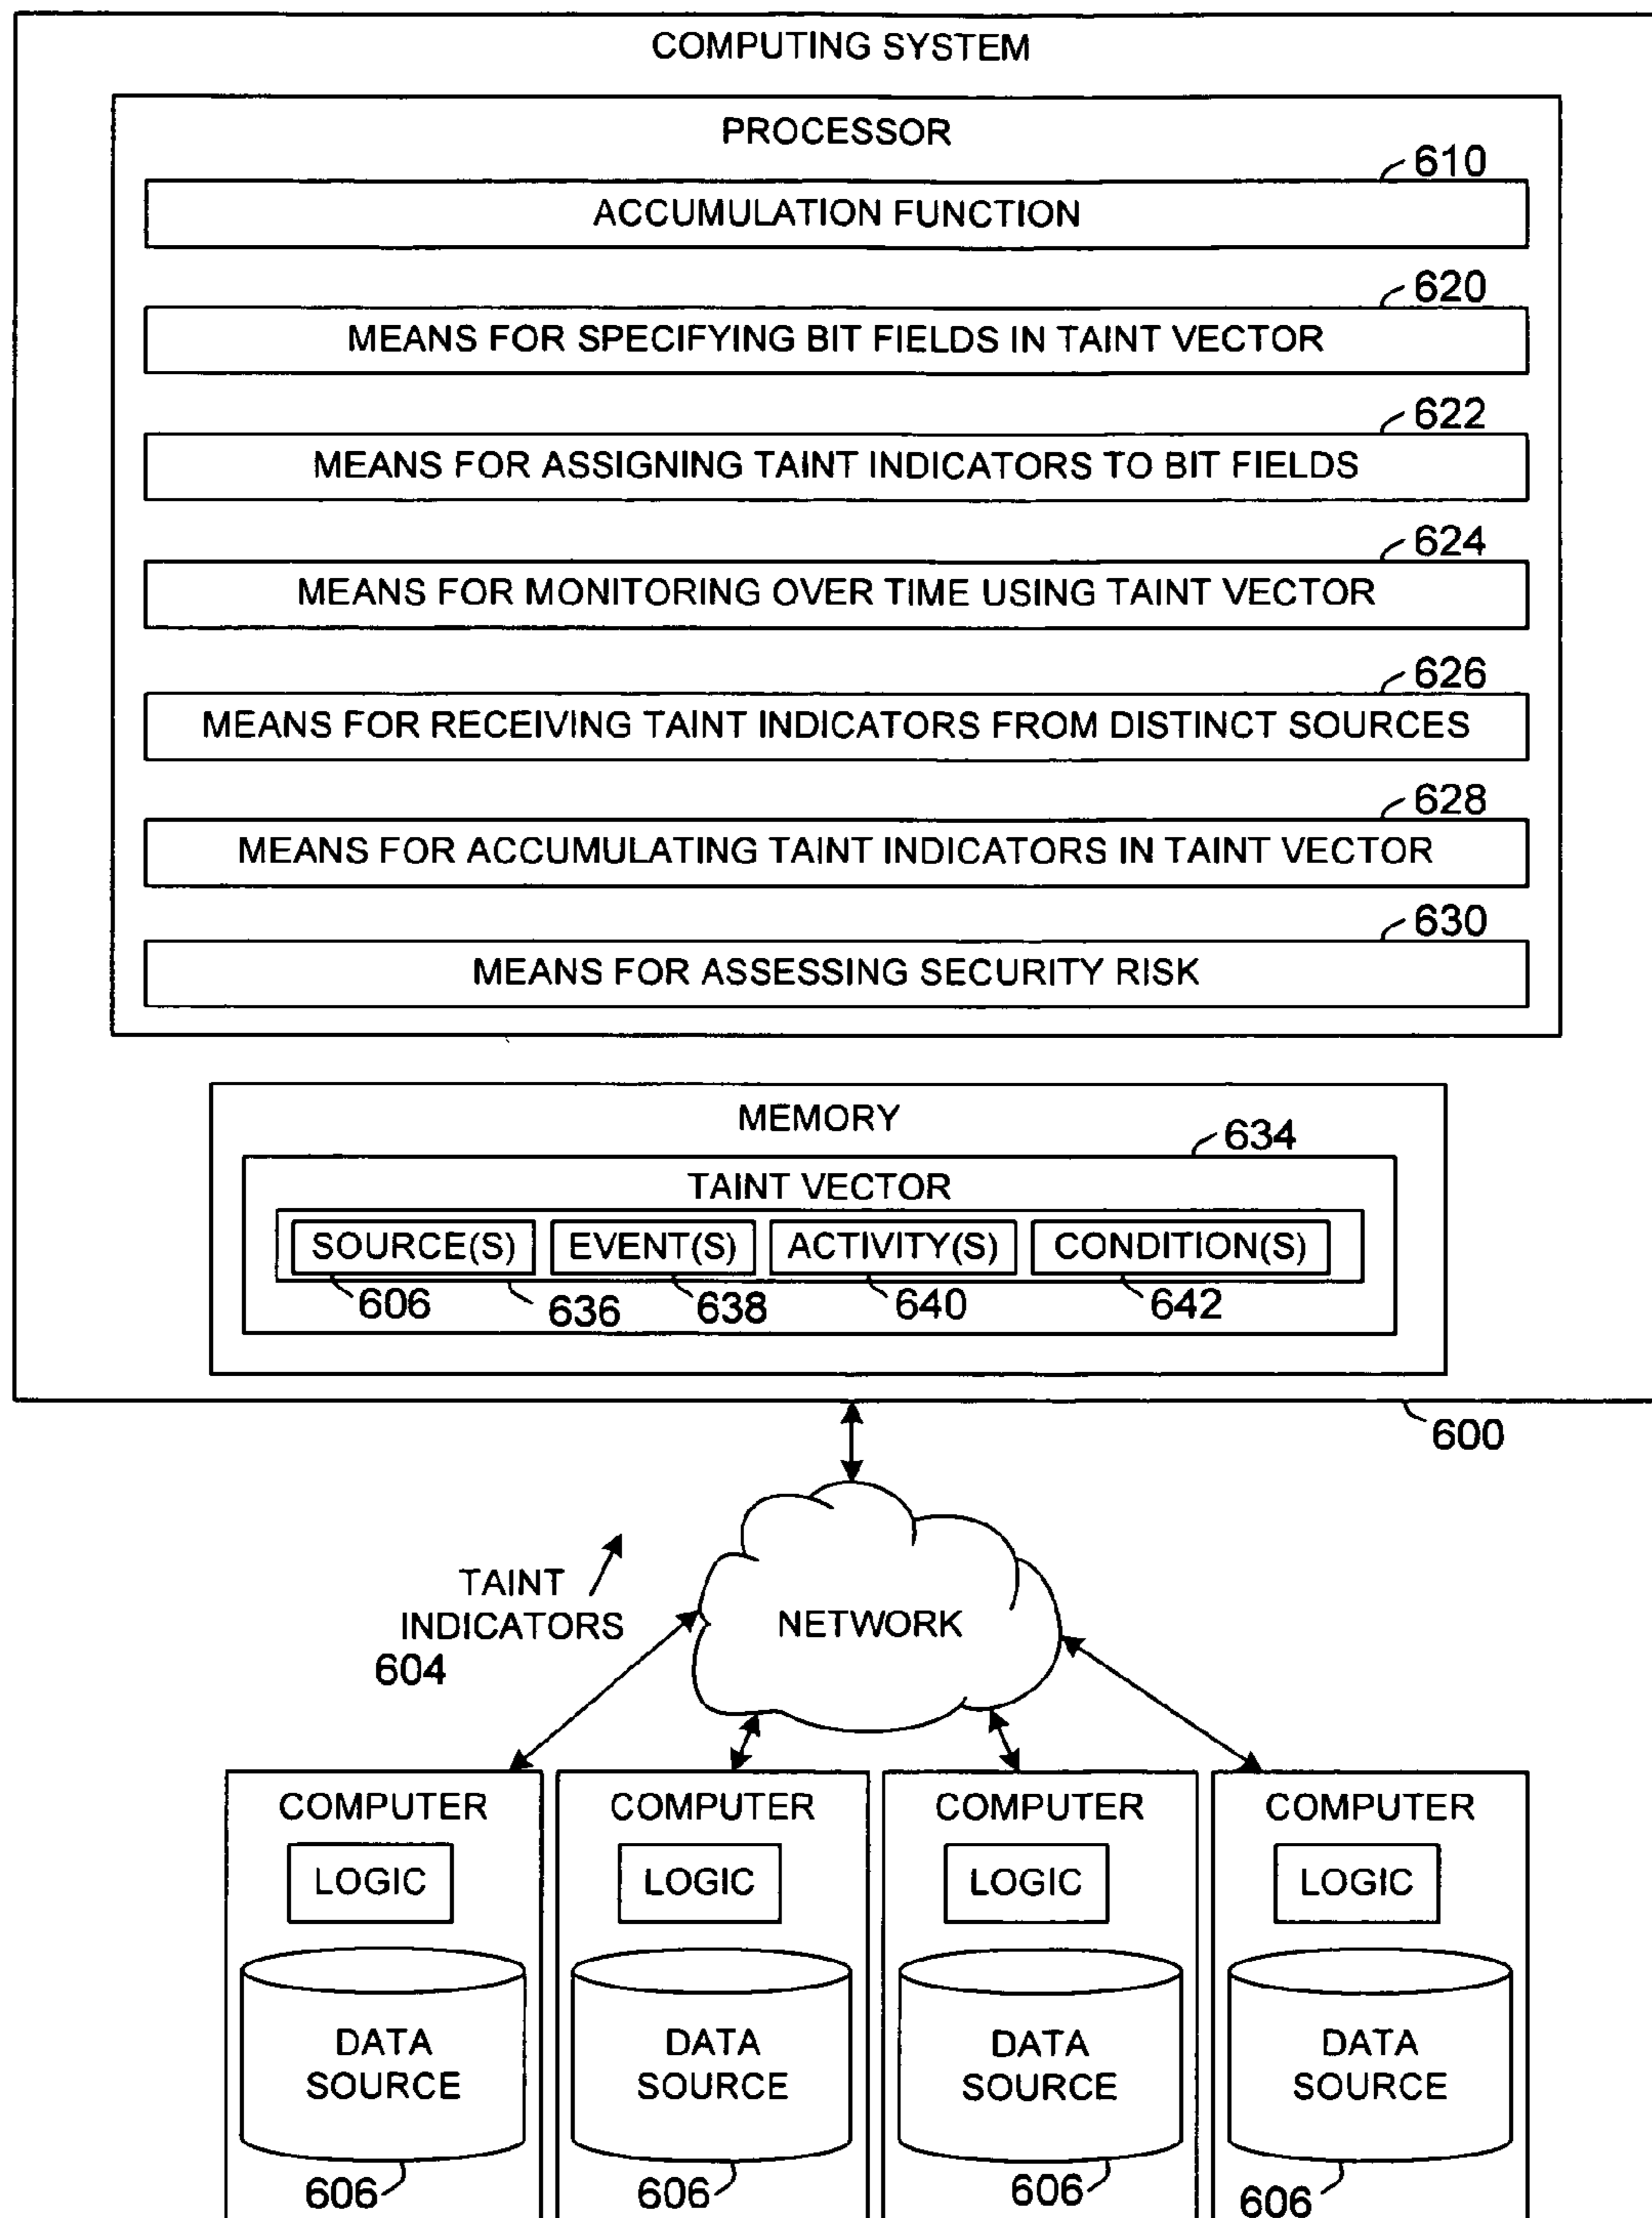 COMPUTING SYSTEM
PROCESSOR
610
ACCUMULATION FUNCTION
620
MEANS FOR SPECIFYING BIT FIELDS IN TAINT VECTOR
622
MEANS FOR ASSIGNING TAINT INDICATORS TO BIT FIELDS
624
MEANS FOR MONITORING OVER TIME USING TAINT VECTOR
626
MEANS FOR RECEIVING TAINT INDICATORS FROM DISTINCT SOURCES
628
MEANS FOR ACCUMULATING TAINT INDICATORS IN TAINT VECTOR
630
MEANS FOR ASSESSING SECURITY RISK
MEMORY
634
TAINT VECTOR
SOURCE(S) EVENT(S) ACTIVITY(S) CONDITION(S)
606 636 638 640 642
600
TAINT
INDICATORS
604
NETWORK
COMPUTER COMPUTER COMPUTER COMPUTER
LOGIC LOGIC LOGIC LOGIC
DATA DATA DATA DATA
SOURCE SOURCE SOURCE SOURCE
606 606 606 606